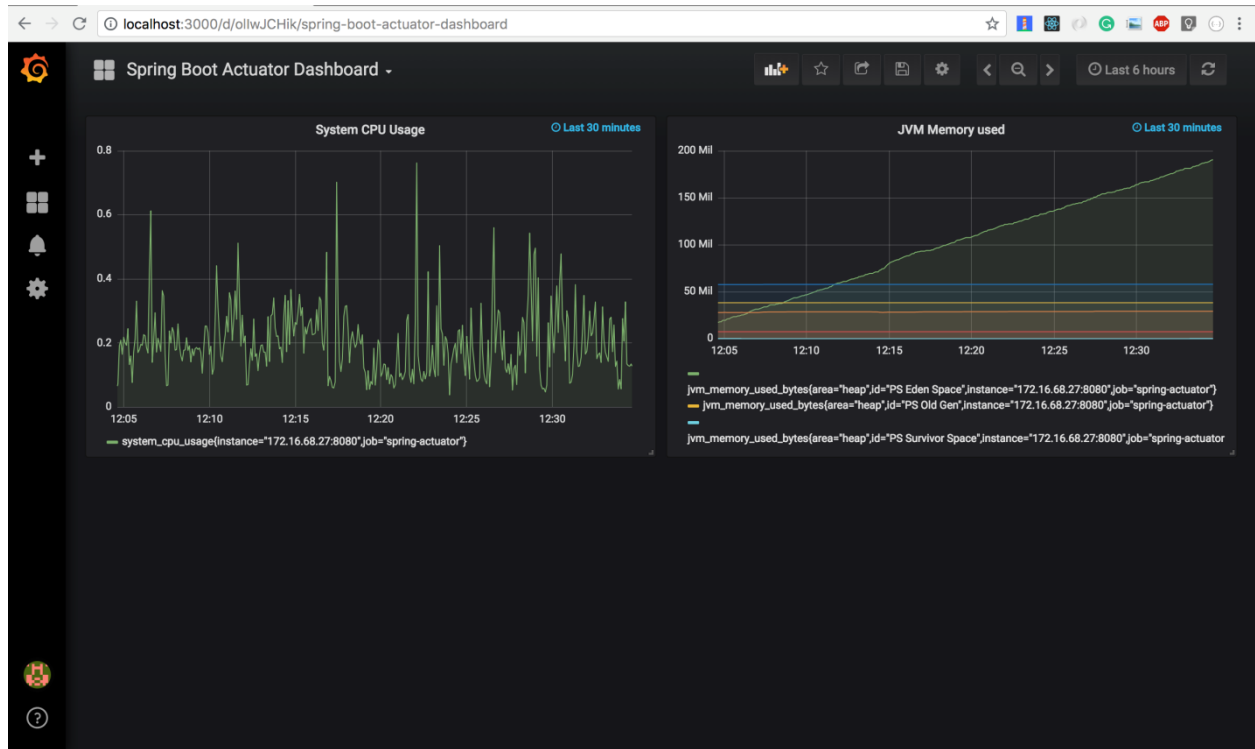 localhost:3000/d/ollwJCHik/spring-boot-actuator-dashboard
ABP
Spring Boot Actuator Dashboard
Last 6 hours
System CPU Usage
Last 30 minutes
0.8
0.6
0.4
0.2
0
12:05 12:10 12:15 12:20 12:25 12:30
system_cpu_usage{instance="172.16.68.27:8080",job="spring-actuator"}
JVM Memory used
Last 30 minutes
200 Mil
150 Mil
100 Mil
50 Mil
0
12:05 12:10 12:15 12:20 12:25 12:30
jvm_memory_used_bytes{area="heap",id="PS Eden Space",instance="172.16.68.27:8080",job="spring-actuator"}
jvm_memory_used_bytes{area="heap",id="PS Old Gen",instance="172.16.68.27:8080",job="spring-actuator"}
jvm_memory_used_bytes{area="heap",id="PS Survivor Space",instance="172.16.68.27:8080",job="spring-actuator